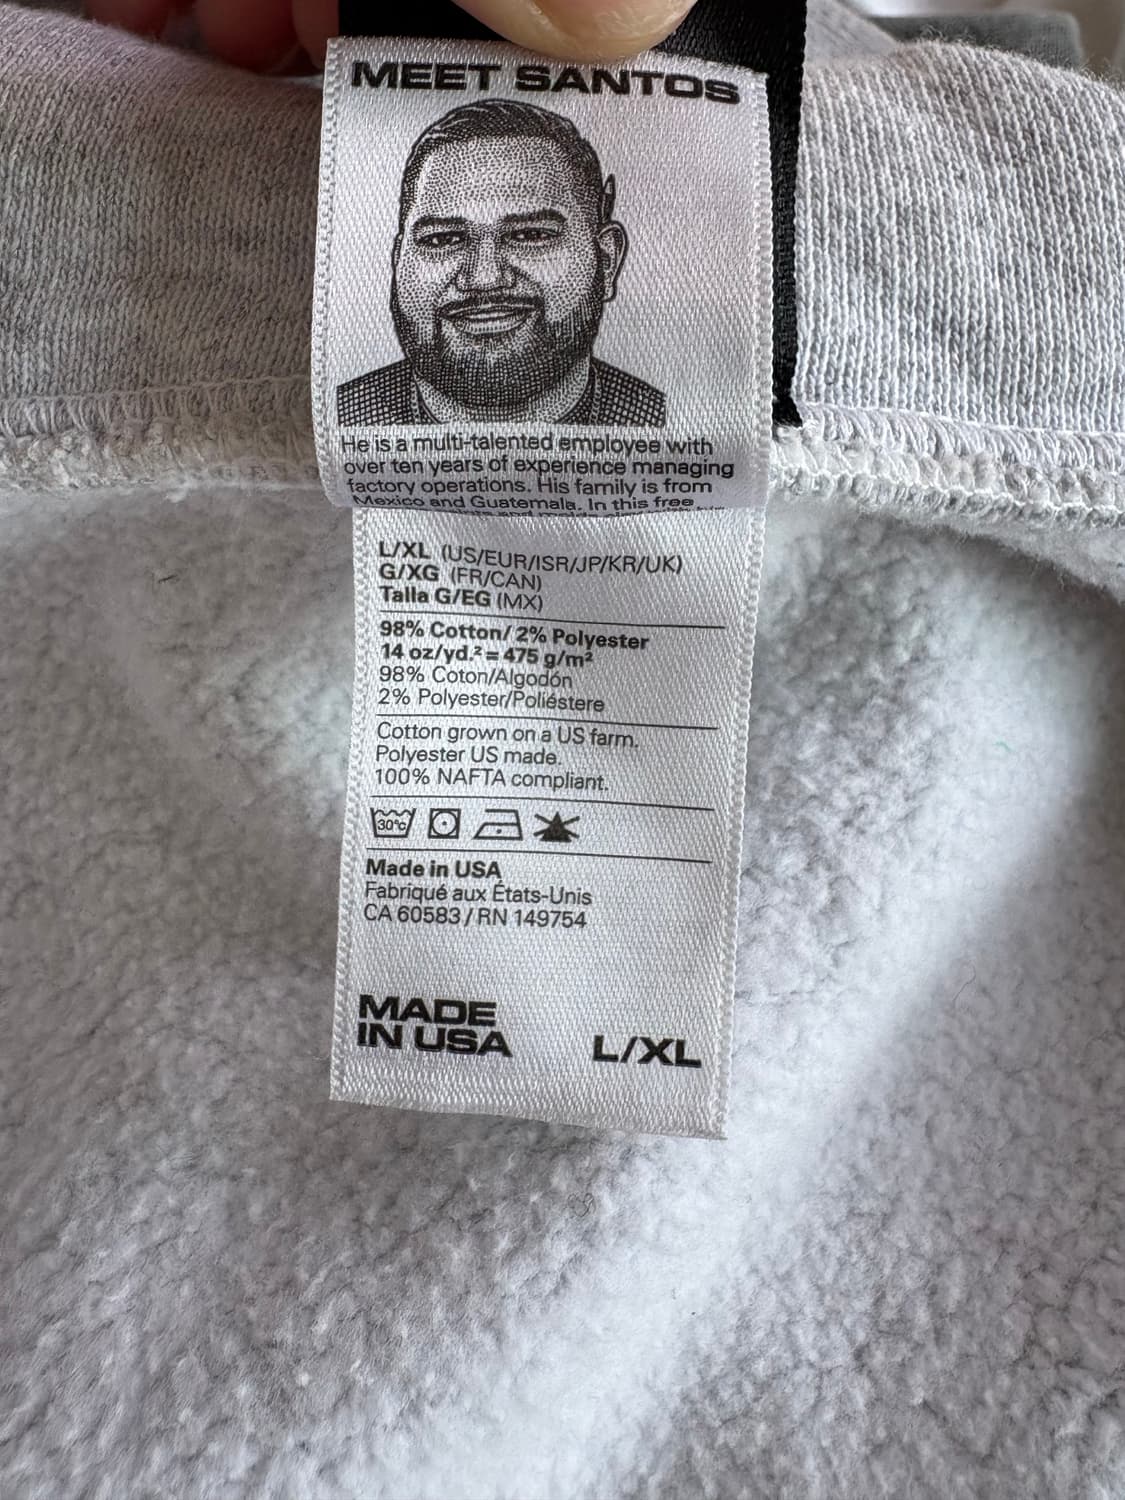 MEET SANTOS
He is a multi-talented employee with
over ten years of experience managing
factory operations. His family is from
Mexico and Guatemala. In this free
L/XL (US/EUR/ISR/JP/KR/UK)
G/XG (FR/CAN)
Talla G/EG (MX)
98% Cotton/ 2% Polyester
14 oz/yd.² = 475 g/m²
98% Coton/Algodón
2% Polyester/Poliéstere
Cotton grown on a US farm.
Polyester US made.
100% NAFTA compliant.
30°c
Made in USA
Fabriqué aux États-Unis
CA 60583 / RN 149754
MADE
IN USA
L/XL